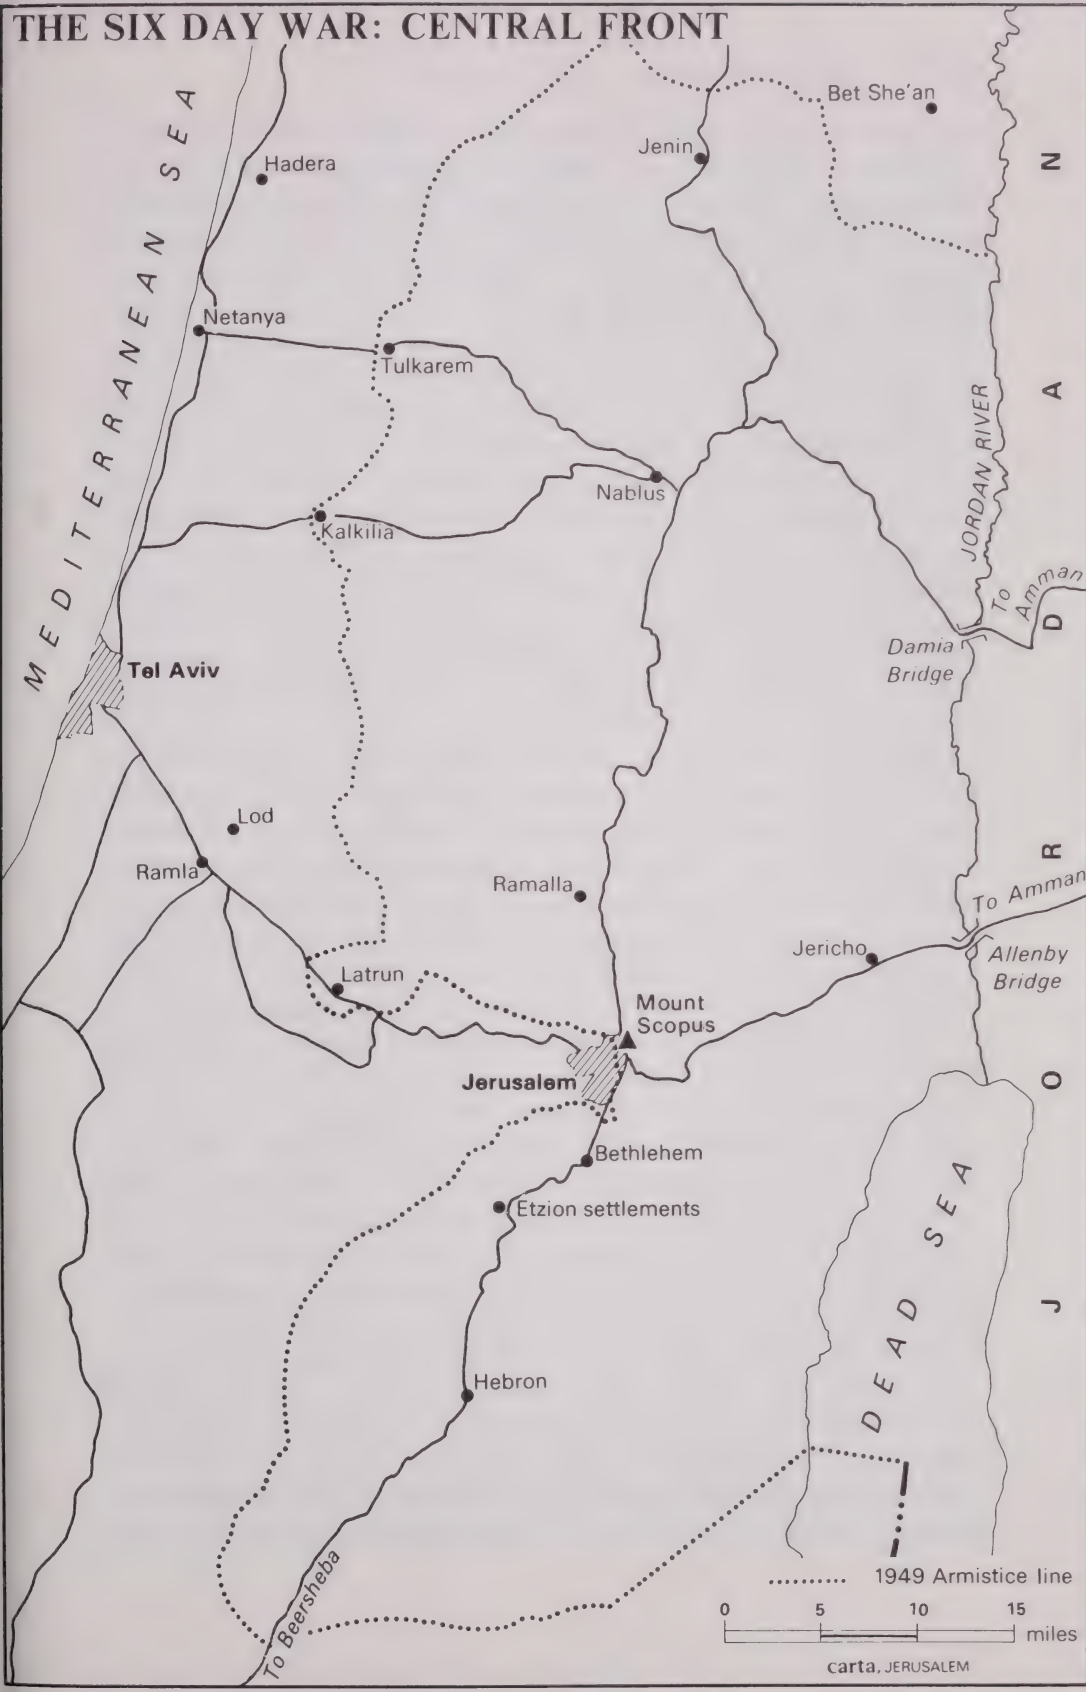 THE SIX DAY WAR: CENTRAL FRONT
MEDITERRANEAN SEA
Hadera
Bet She'an
Jenin
Netanya
Tulkarem
Nablus
Kalkilia
JORDAN RIVER
JORDAN
To Amman
Damia
Bridge
Tel Aviv
Lod
Ramla
Ramalla
Jericho
To Amman
Allenby
Bridge
Latrun
Mount
Scopus
Jerusalem
Bethlehem
Etzion settlements
DEAD SEA
Hebron
To Beersheba
1949 Armistice line
0 5 10 15
miles
carta, JERUSALEM